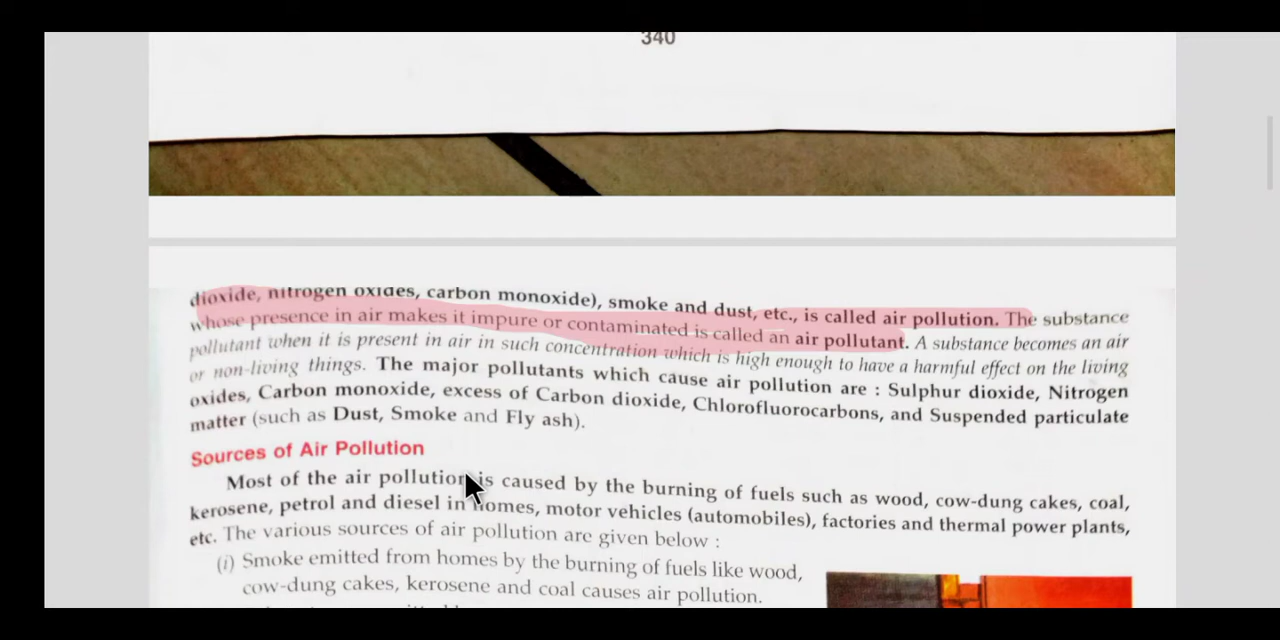 340
dioxide, nitrogen oxides, carbon monoxide), smoke and dust, etc., is called air pollution. The substance
whose presence in air makes it impure or contaminated is called an air pollutant. A substance becomes an air
pollutant when it is present in air in such concentration which is high enough to have a harmful effect on the living
or non-living things. The major pollutants which cause air pollution are : Sulphur dioxide, Nitrogen
oxides, Carbon monoxide, excess of Carbon dioxide, Chlorofluorocarbons, and Suspended particulate
matter (such as Dust, Smoke and Fly ash).
Sources of Air Pollution
Most of the air pollution is caused by the burning of fuels such as wood, cow-dung cakes, coal,
kerosene, petrol and diesel in homes, motor vehicles (automobiles), factories and thermal power plants,
etc. The various sources of air pollution are given below :
(i) Smoke emitted from homes by the burning of fuels like wood,
cow-dung cakes, kerosene and coal causes air pollution.